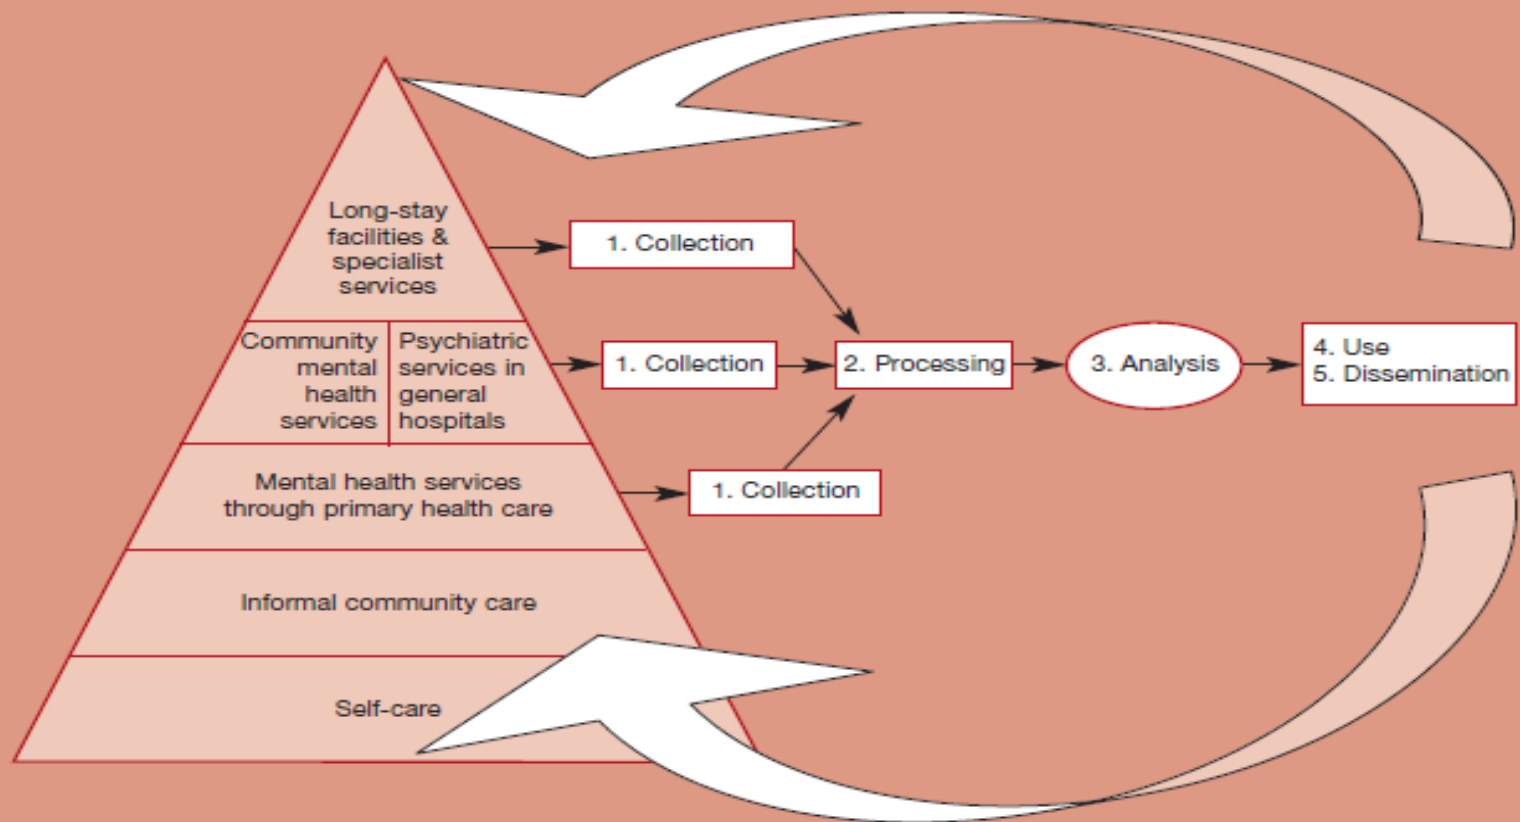 Long-stay
facilities &
specialist
services
1. Collection
Community
mental
health
services
Psychiatric
services in
general
hospitals
1. Collection
2. Processing
3. Analysis
4. Use
5. Dissemination
Mental health services
through primary health care
1. Collection
Informal community care
Self-care